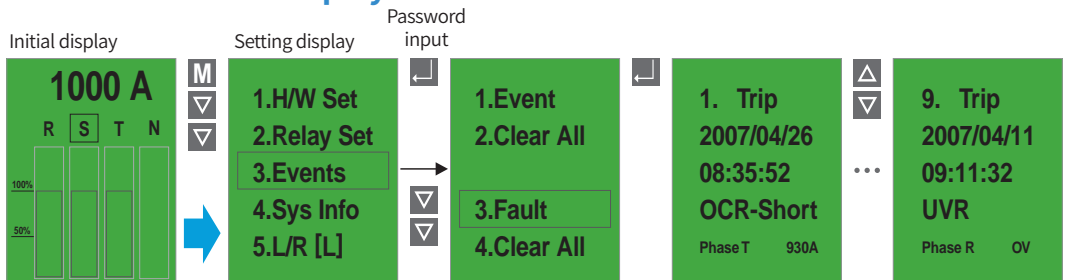 Password
input
Initial display
Setting display
1000 A
R S T N
100%
50%
M
1.H/W Set
2.Relay Set
3.Events
4.Sys Info
5.L/R [L]
1.Event
2.Clear All
3.Fault
4.Clear All
1. Trip
2007/04/26
08:35:52
OCR-Short
Phase T 930A
...
9. Trip
2007/04/11
09:11:32
UVR
Phase R OV